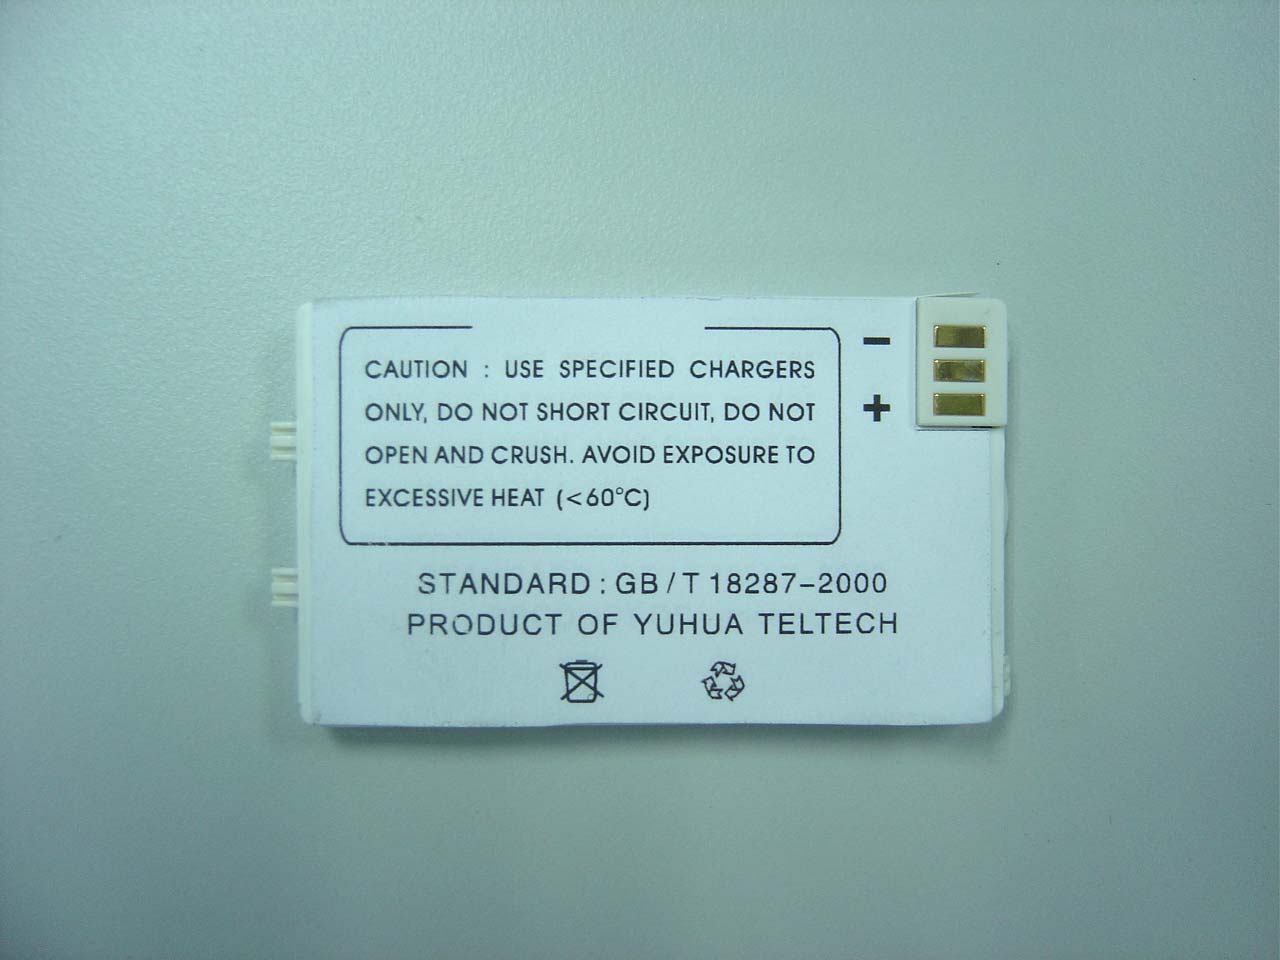 CAUTION : USE SPECIFIED CHARGERS
ONLY, DO NOT SHORT CIRCUIT, DO NOT
OPEN AND CRUSH. AVOID EXPOSURE TO
EXCESSIVE HEAT (<60°C)
−
+
STANDARD : GB/T 18287–2000
PRODUCT OF YUHUA TELTECH